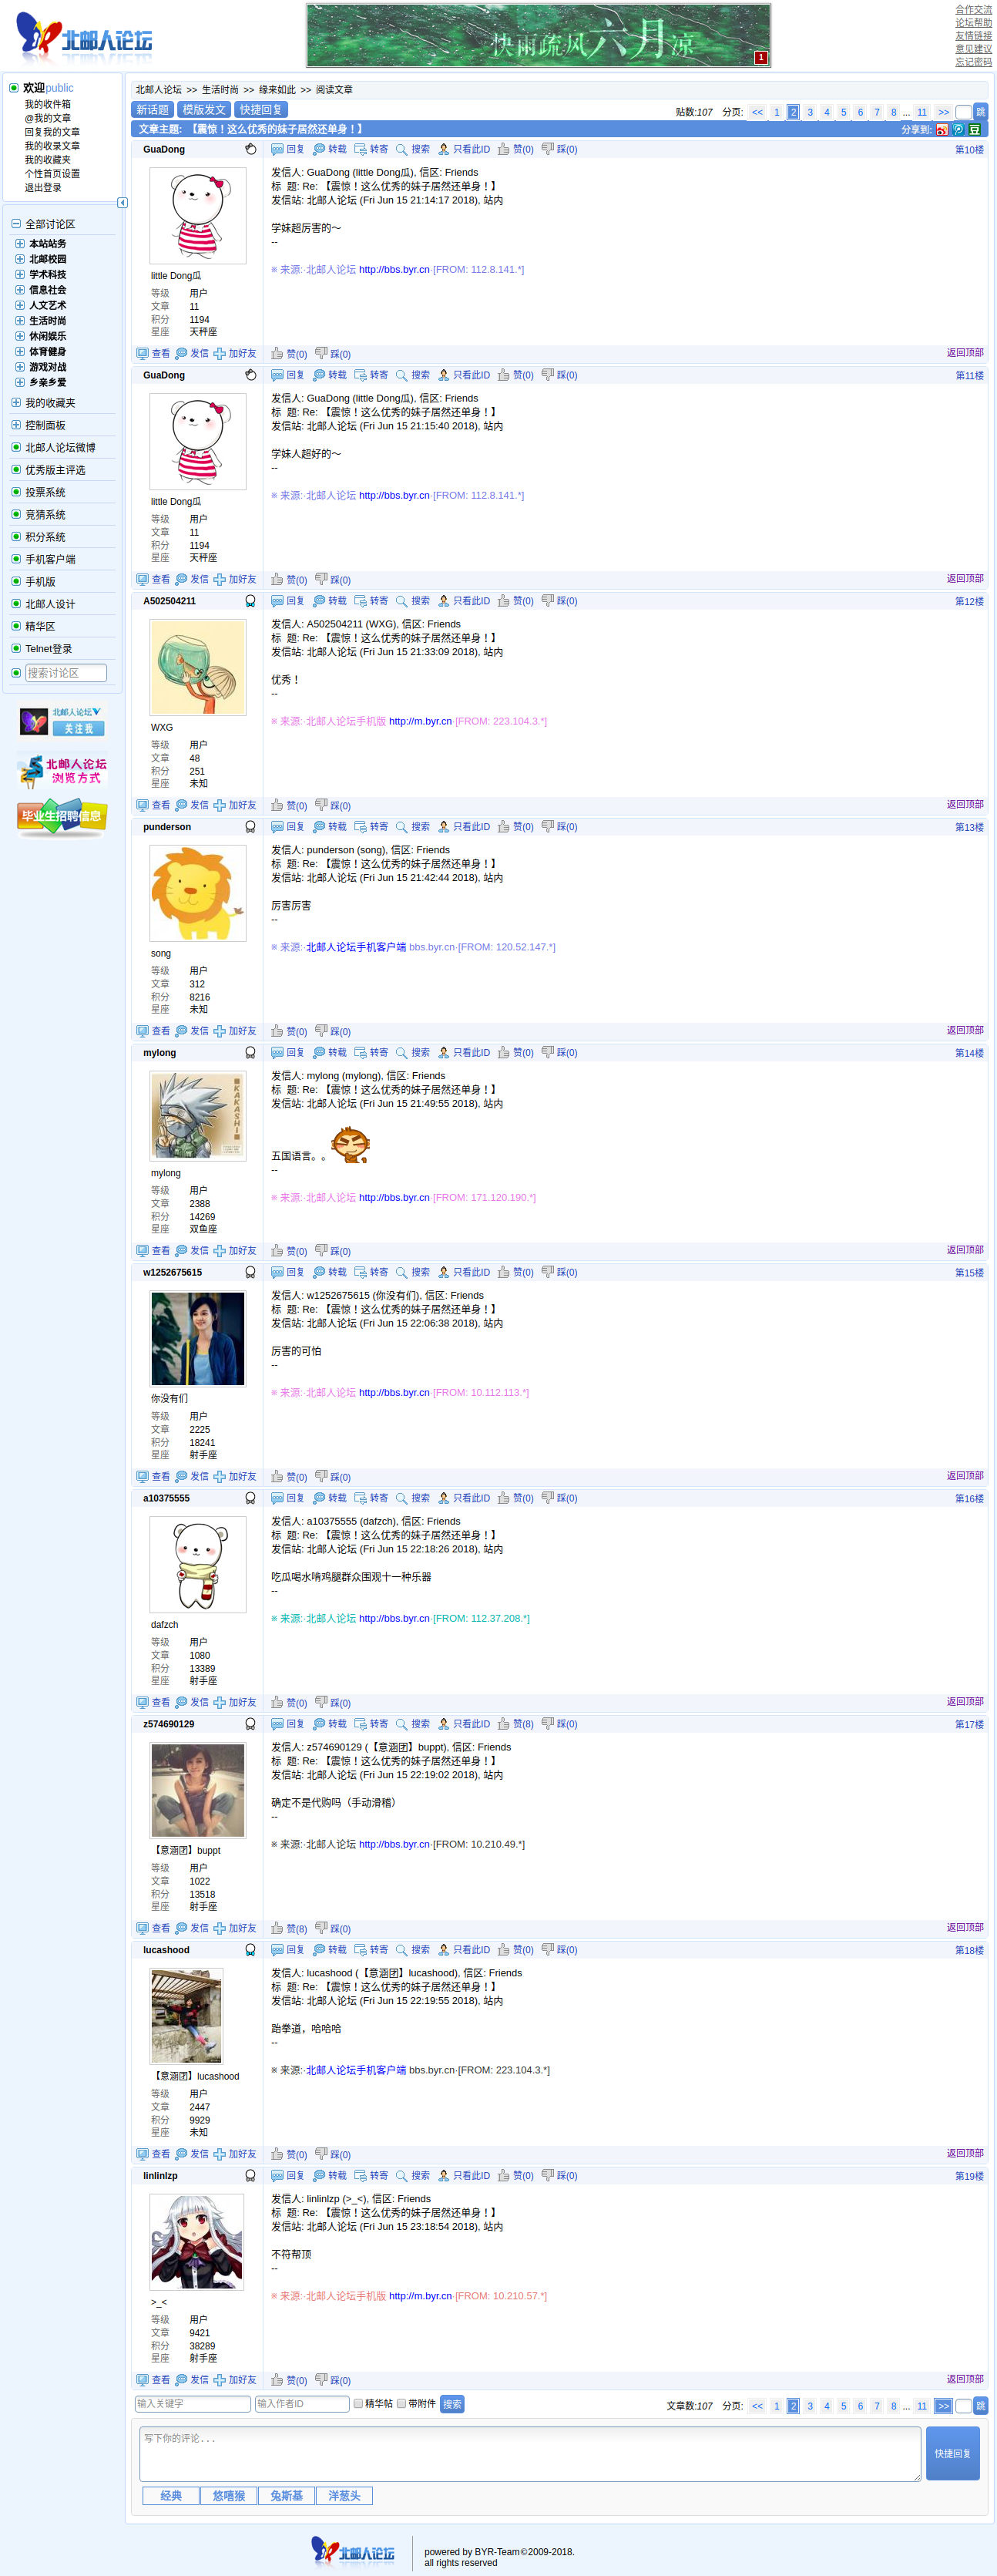 北邮人论坛
快雨疏风六月凉
1
合作交流
论坛帮助
友情链接
意见建议
忘记密码
欢迎public
我的收件箱
@我的文章
回复我的文章
我的收录文章
我的收藏夹
个性首页设置
退出登录
全部讨论区
本站站务
北邮校园
学术科技
信息社会
人文艺术
生活时尚
休闲娱乐
体育健身
游戏对战
乡亲乡爱
我的收藏夹
控制面板
北邮人论坛微博
优秀版主评选
投票系统
竞猜系统
积分系统
手机客户端
手机版
北邮人设计
精华区
Telnet登录
搜索讨论区
北邮人论坛V
关注我
北邮人论坛
浏览方式
毕业生招聘信息
北邮人论坛 >> 生活时尚 >> 缘来如此 >> 阅读文章
新话题 模版发文 快捷回复
贴数:107 分页: << 1 2 3 4 5 6 7 8 ... 11 >> 跳
文章主题: 【震惊！这么优秀的妹子居然还单身！】 分享到:
GuaDong 回复 转载 转寄 搜索 只看此ID 赞(0) 踩(0) 第10楼
发信人: GuaDong (little Dong瓜), 信区: Friends
标 题: Re: 【震惊！这么优秀的妹子居然还单身！】
发信站: 北邮人论坛 (Fri Jun 15 21:14:17 2018), 站内
学妹超厉害的～
--
※ 来源:·北邮人论坛 http://bbs.byr.cn·[FROM: 112.8.141.*]
little Dong瓜
等级 用户
文章 11
积分 1194
星座 天秤座
查看 发信 加好友 赞(0) 踩(0) 返回顶部
GuaDong 回复 转载 转寄 搜索 只看此ID 赞(0) 踩(0) 第11楼
发信人: GuaDong (little Dong瓜), 信区: Friends
标 题: Re: 【震惊！这么优秀的妹子居然还单身！】
发信站: 北邮人论坛 (Fri Jun 15 21:15:40 2018), 站内
学妹人超好的～
--
※ 来源:·北邮人论坛 http://bbs.byr.cn·[FROM: 112.8.141.*]
little Dong瓜
等级 用户
文章 11
积分 1194
星座 天秤座
查看 发信 加好友 赞(0) 踩(0) 返回顶部
A502504211 回复 转载 转寄 搜索 只看此ID 赞(0) 踩(0) 第12楼
发信人: A502504211 (WXG), 信区: Friends
标 题: Re: 【震惊！这么优秀的妹子居然还单身！】
发信站: 北邮人论坛 (Fri Jun 15 21:33:09 2018), 站内
优秀！
--
※ 来源:·北邮人论坛手机版 http://m.byr.cn·[FROM: 223.104.3.*]
WXG
等级 用户
文章 48
积分 251
星座 未知
查看 发信 加好友 赞(0) 踩(0) 返回顶部
punderson 回复 转载 转寄 搜索 只看此ID 赞(0) 踩(0) 第13楼
发信人: punderson (song), 信区: Friends
标 题: Re: 【震惊！这么优秀的妹子居然还单身！】
发信站: 北邮人论坛 (Fri Jun 15 21:42:44 2018), 站内
厉害厉害
--
※ 来源:·北邮人论坛手机客户端 bbs.byr.cn·[FROM: 120.52.147.*]
song
等级 用户
文章 312
积分 8216
星座 未知
查看 发信 加好友 赞(0) 踩(0) 返回顶部
mylong 回复 转载 转寄 搜索 只看此ID 赞(0) 踩(0) 第14楼
发信人: mylong (mylong), 信区: Friends
标 题: Re: 【震惊！这么优秀的妹子居然还单身！】
发信站: 北邮人论坛 (Fri Jun 15 21:49:55 2018), 站内
KAKASHI
五国语言。。
--
※ 来源:·北邮人论坛 http://bbs.byr.cn·[FROM: 171.120.190.*]
mylong
等级 用户
文章 2388
积分 14269
星座 双鱼座
查看 发信 加好友 赞(0) 踩(0) 返回顶部
w1252675615 回复 转载 转寄 搜索 只看此ID 赞(0) 踩(0) 第15楼
发信人: w1252675615 (你没有们), 信区: Friends
标 题: Re: 【震惊！这么优秀的妹子居然还单身！】
发信站: 北邮人论坛 (Fri Jun 15 22:06:38 2018), 站内
厉害的可怕
--
※ 来源:·北邮人论坛 http://bbs.byr.cn·[FROM: 10.112.113.*]
你没有们
等级 用户
文章 2225
积分 18241
星座 射手座
查看 发信 加好友 赞(0) 踩(0) 返回顶部
a10375555 回复 转载 转寄 搜索 只看此ID 赞(0) 踩(0) 第16楼
发信人: a10375555 (dafzch), 信区: Friends
标 题: Re: 【震惊！这么优秀的妹子居然还单身！】
发信站: 北邮人论坛 (Fri Jun 15 22:18:26 2018), 站内
吃瓜喝水啃鸡腿群众围观十一种乐器
--
※ 来源:·北邮人论坛 http://bbs.byr.cn·[FROM: 112.37.208.*]
dafzch
等级 用户
文章 1080
积分 13389
星座 射手座
查看 发信 加好友 赞(0) 踩(0) 返回顶部
z574690129 回复 转载 转寄 搜索 只看此ID 赞(8) 踩(0) 第17楼
发信人: z574690129 (【意涵团】buppt), 信区: Friends
标 题: Re: 【震惊！这么优秀的妹子居然还单身！】
发信站: 北邮人论坛 (Fri Jun 15 22:19:02 2018), 站内
确定不是代购吗（手动滑稽）
--
※ 来源:·北邮人论坛 http://bbs.byr.cn·[FROM: 10.210.49.*]
【意涵团】buppt
等级 用户
文章 1022
积分 13518
星座 射手座
查看 发信 加好友 赞(8) 踩(0) 返回顶部
lucashood 回复 转载 转寄 搜索 只看此ID 赞(0) 踩(0) 第18楼
发信人: lucashood (【意涵团】lucashood), 信区: Friends
标 题: Re: 【震惊！这么优秀的妹子居然还单身！】
发信站: 北邮人论坛 (Fri Jun 15 22:19:55 2018), 站内
跆拳道，哈哈哈
--
※ 来源:·北邮人论坛手机客户端 bbs.byr.cn·[FROM: 223.104.3.*]
【意涵团】lucashood
等级 用户
文章 2447
积分 9929
星座 未知
查看 发信 加好友 赞(0) 踩(0) 返回顶部
linlinlzp 回复 转载 转寄 搜索 只看此ID 赞(0) 踩(0) 第19楼
发信人: linlinlzp (>_<), 信区: Friends
标 题: Re: 【震惊！这么优秀的妹子居然还单身！】
发信站: 北邮人论坛 (Fri Jun 15 23:18:54 2018), 站内
不符帮顶
--
※ 来源:·北邮人论坛手机版 http://m.byr.cn·[FROM: 10.210.57.*]
>_<
等级 用户
文章 9421
积分 38289
星座 射手座
查看 发信 加好友 赞(0) 踩(0) 返回顶部
输入关键字 输入作者ID 精华帖 带附件 搜索
文章数:107 分页: << 1 2 3 4 5 6 7 8 ... 11 >> 跳
写下你的评论...
快捷回复
经典 悠嘻猴 兔斯基 洋葱头
北邮人论坛
powered by BYR-Team©2009-2018.
all rights reserved